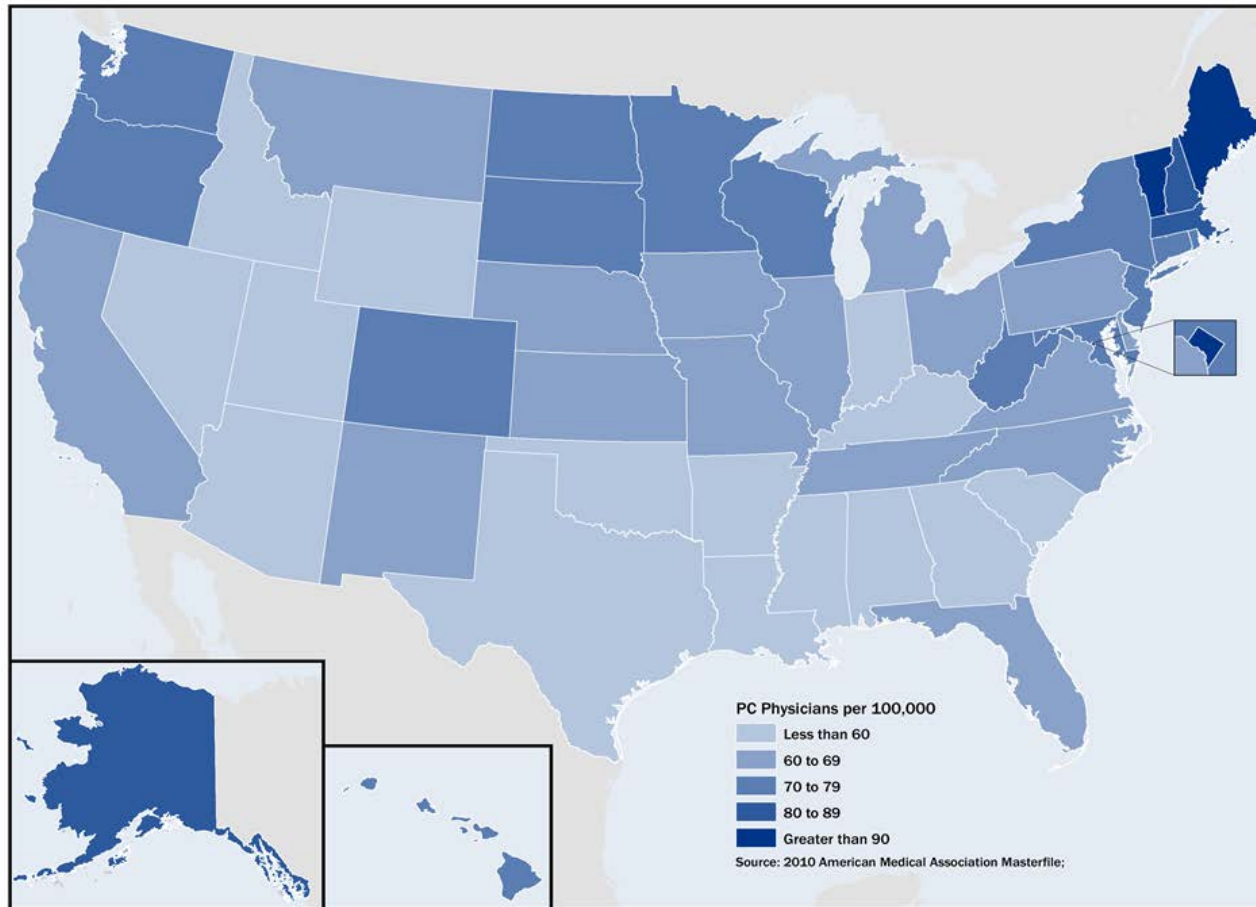 PC Physicians per 100,000
Less than 60
60 to 69
70 to 79
80 to 89
Greater than 90
Source: 2010 American Medical Association Masterfile;